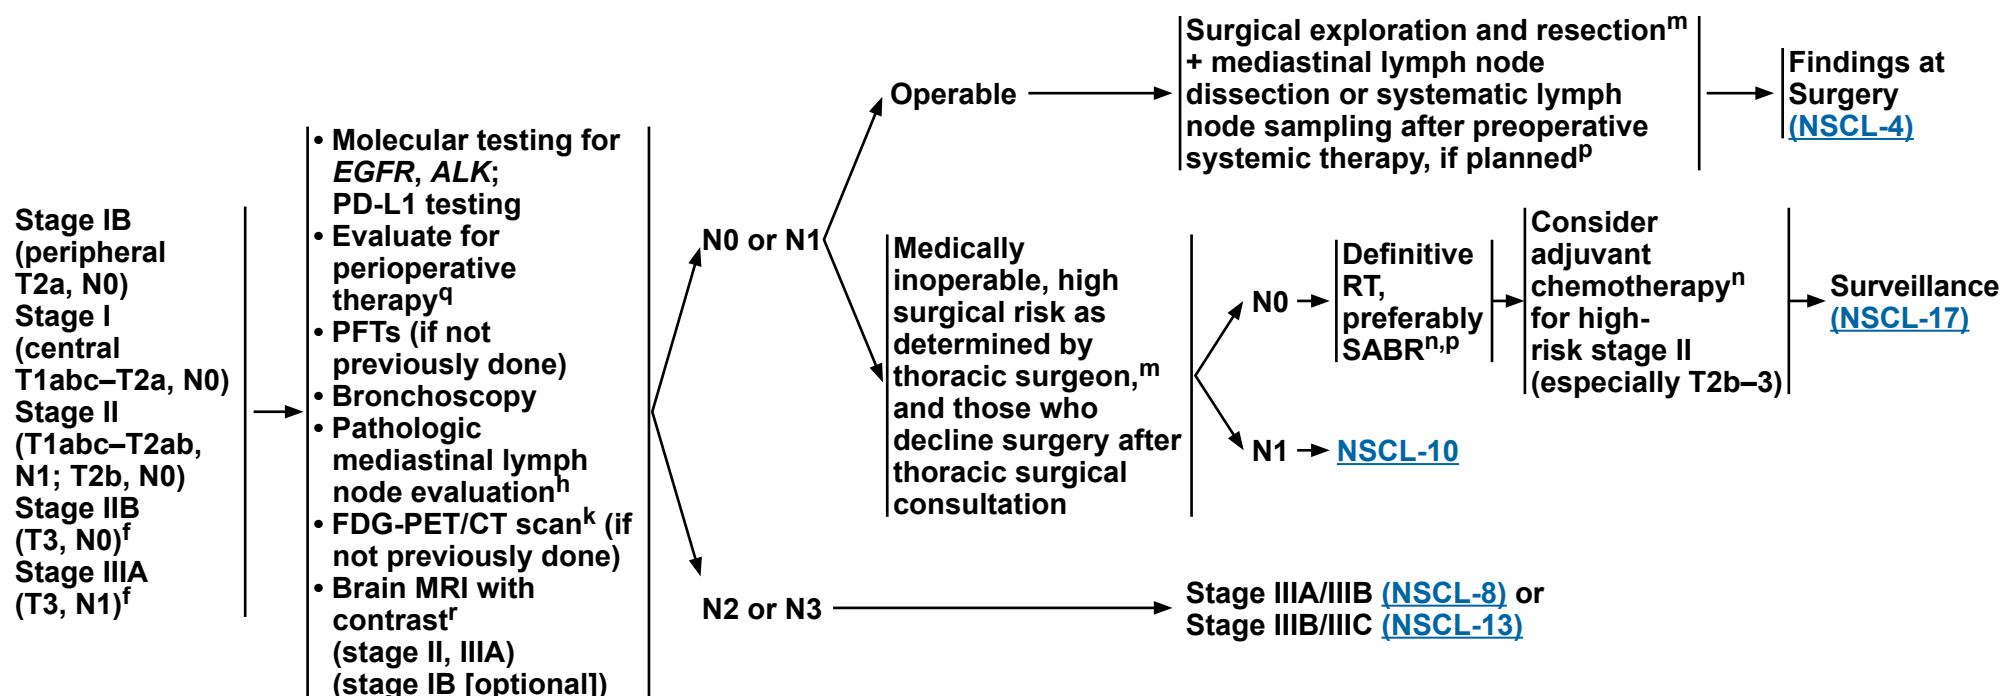 Stage IB
(peripheral
T2a, N0)
Stage I
(central
T1abc–T2a, N0)
Stage II
(T1abc–T2ab,
N1; T2b, N0)
Stage IIB
(T3, N0)f
Stage IIIA
(T3, N1)f
• Molecular testing for
EGFR, ALK;
PD-L1 testing
• Evaluate for
perioperative
therapyq
• PFTs (if not
previously done)
• Bronchoscopy
• Pathologic
mediastinal lymph
node evaluationh
• FDG-PET/CT scank (if
not previously done)
• Brain MRI with
contrastr
(stage II, IIIA)
(stage IB [optional])
N0 or N1
Operable
Surgical exploration and resectionm
+ mediastinal lymph node
dissection or systematic lymph
node sampling after preoperative
systemic therapy, if plannedp
Findings at
Surgery
(NSCL-4)
Medically
inoperable, high
surgical risk as
determined by
thoracic surgeon,m
and those who
decline surgery after
thoracic surgical
consultation
N0
Definitive
RT,
preferably
SABRn,p
Consider
adjuvant
chemotherapyn
for high-
risk stage II
(especially T2b–3)
Surveillance
(NSCL-17)
N1
NSCL-10
N2 or N3
Stage IIIA/IIIB (NSCL-8) or
Stage IIIB/IIIC (NSCL-13)